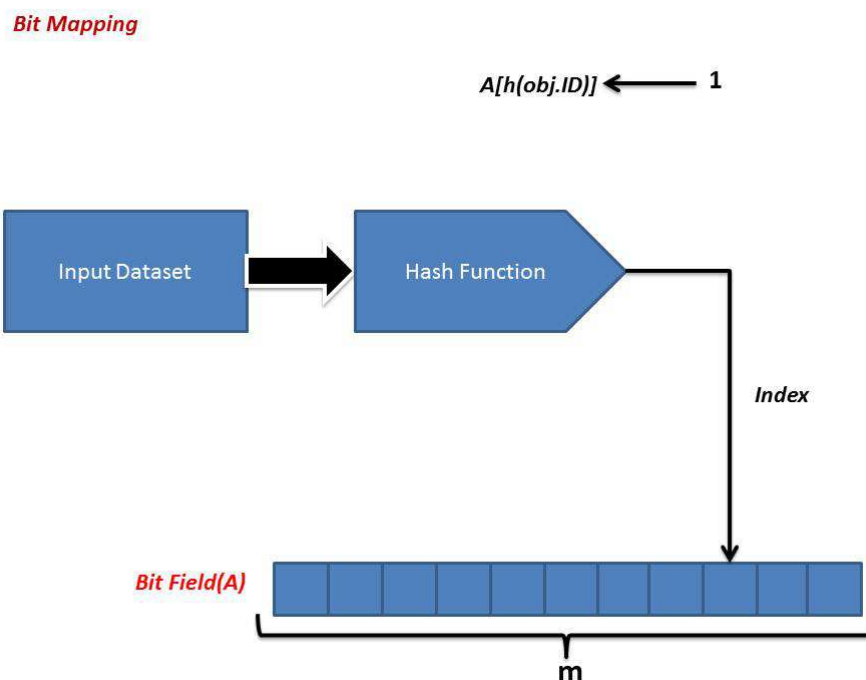 Bit Mapping
A[h(obj.ID)] 1
Input Dataset
Hash Function
Index
Bit Field(A)
m